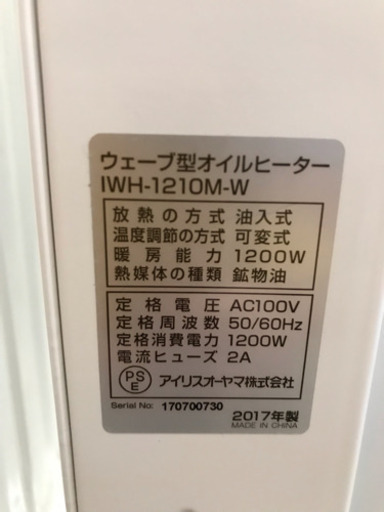 ウェーブ型オイルヒーター
IWH-1210M-W
放熱の方式 油入式
温度調節の方式 可変式
暖房能力 1200W
熱媒体の種類 鉱物油
定格電圧 AC100V
定格周波数 50/60Hz
定格消費電力 1200W
電流ヒューズ 2A
PSE アイリスオーヤマ株式会社
Serial No: 170700730 2017年製
MADE IN CHINA